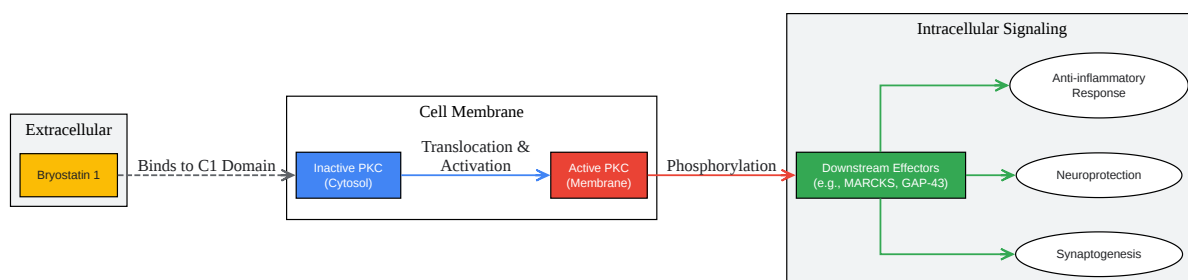 Extracellular
Bryostatin 1
Binds to C1 Domain
Cell Membrane
Inactive PKC
(Cytosol)
Translocation &
Activation
Active PKC
(Membrane)
Phosphorylation
Intracellular Signaling
Downstream Effectors
(e.g., MARCKS, GAP-43)
Anti-inflammatory
Response
Neuroprotection
Synaptogenesis